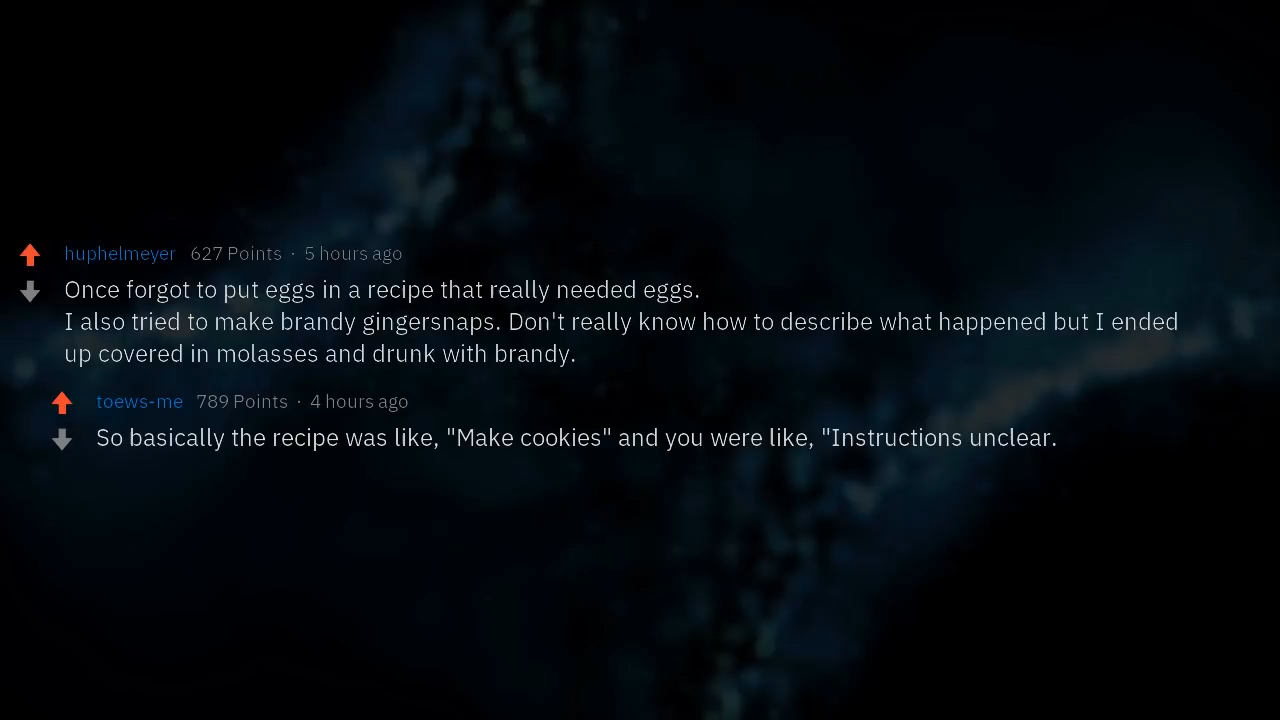 huphelmeyer 627 Points · 5 hours ago
Once forgot to put eggs in a recipe that really needed eggs.
I also tried to make brandy gingersnaps. Don't really know how to describe what happened but I ended
up covered in molasses and drunk with brandy.
toews-me 789 Points · 4 hours ago
So basically the recipe was like, "Make cookies" and you were like, "Instructions unclear.